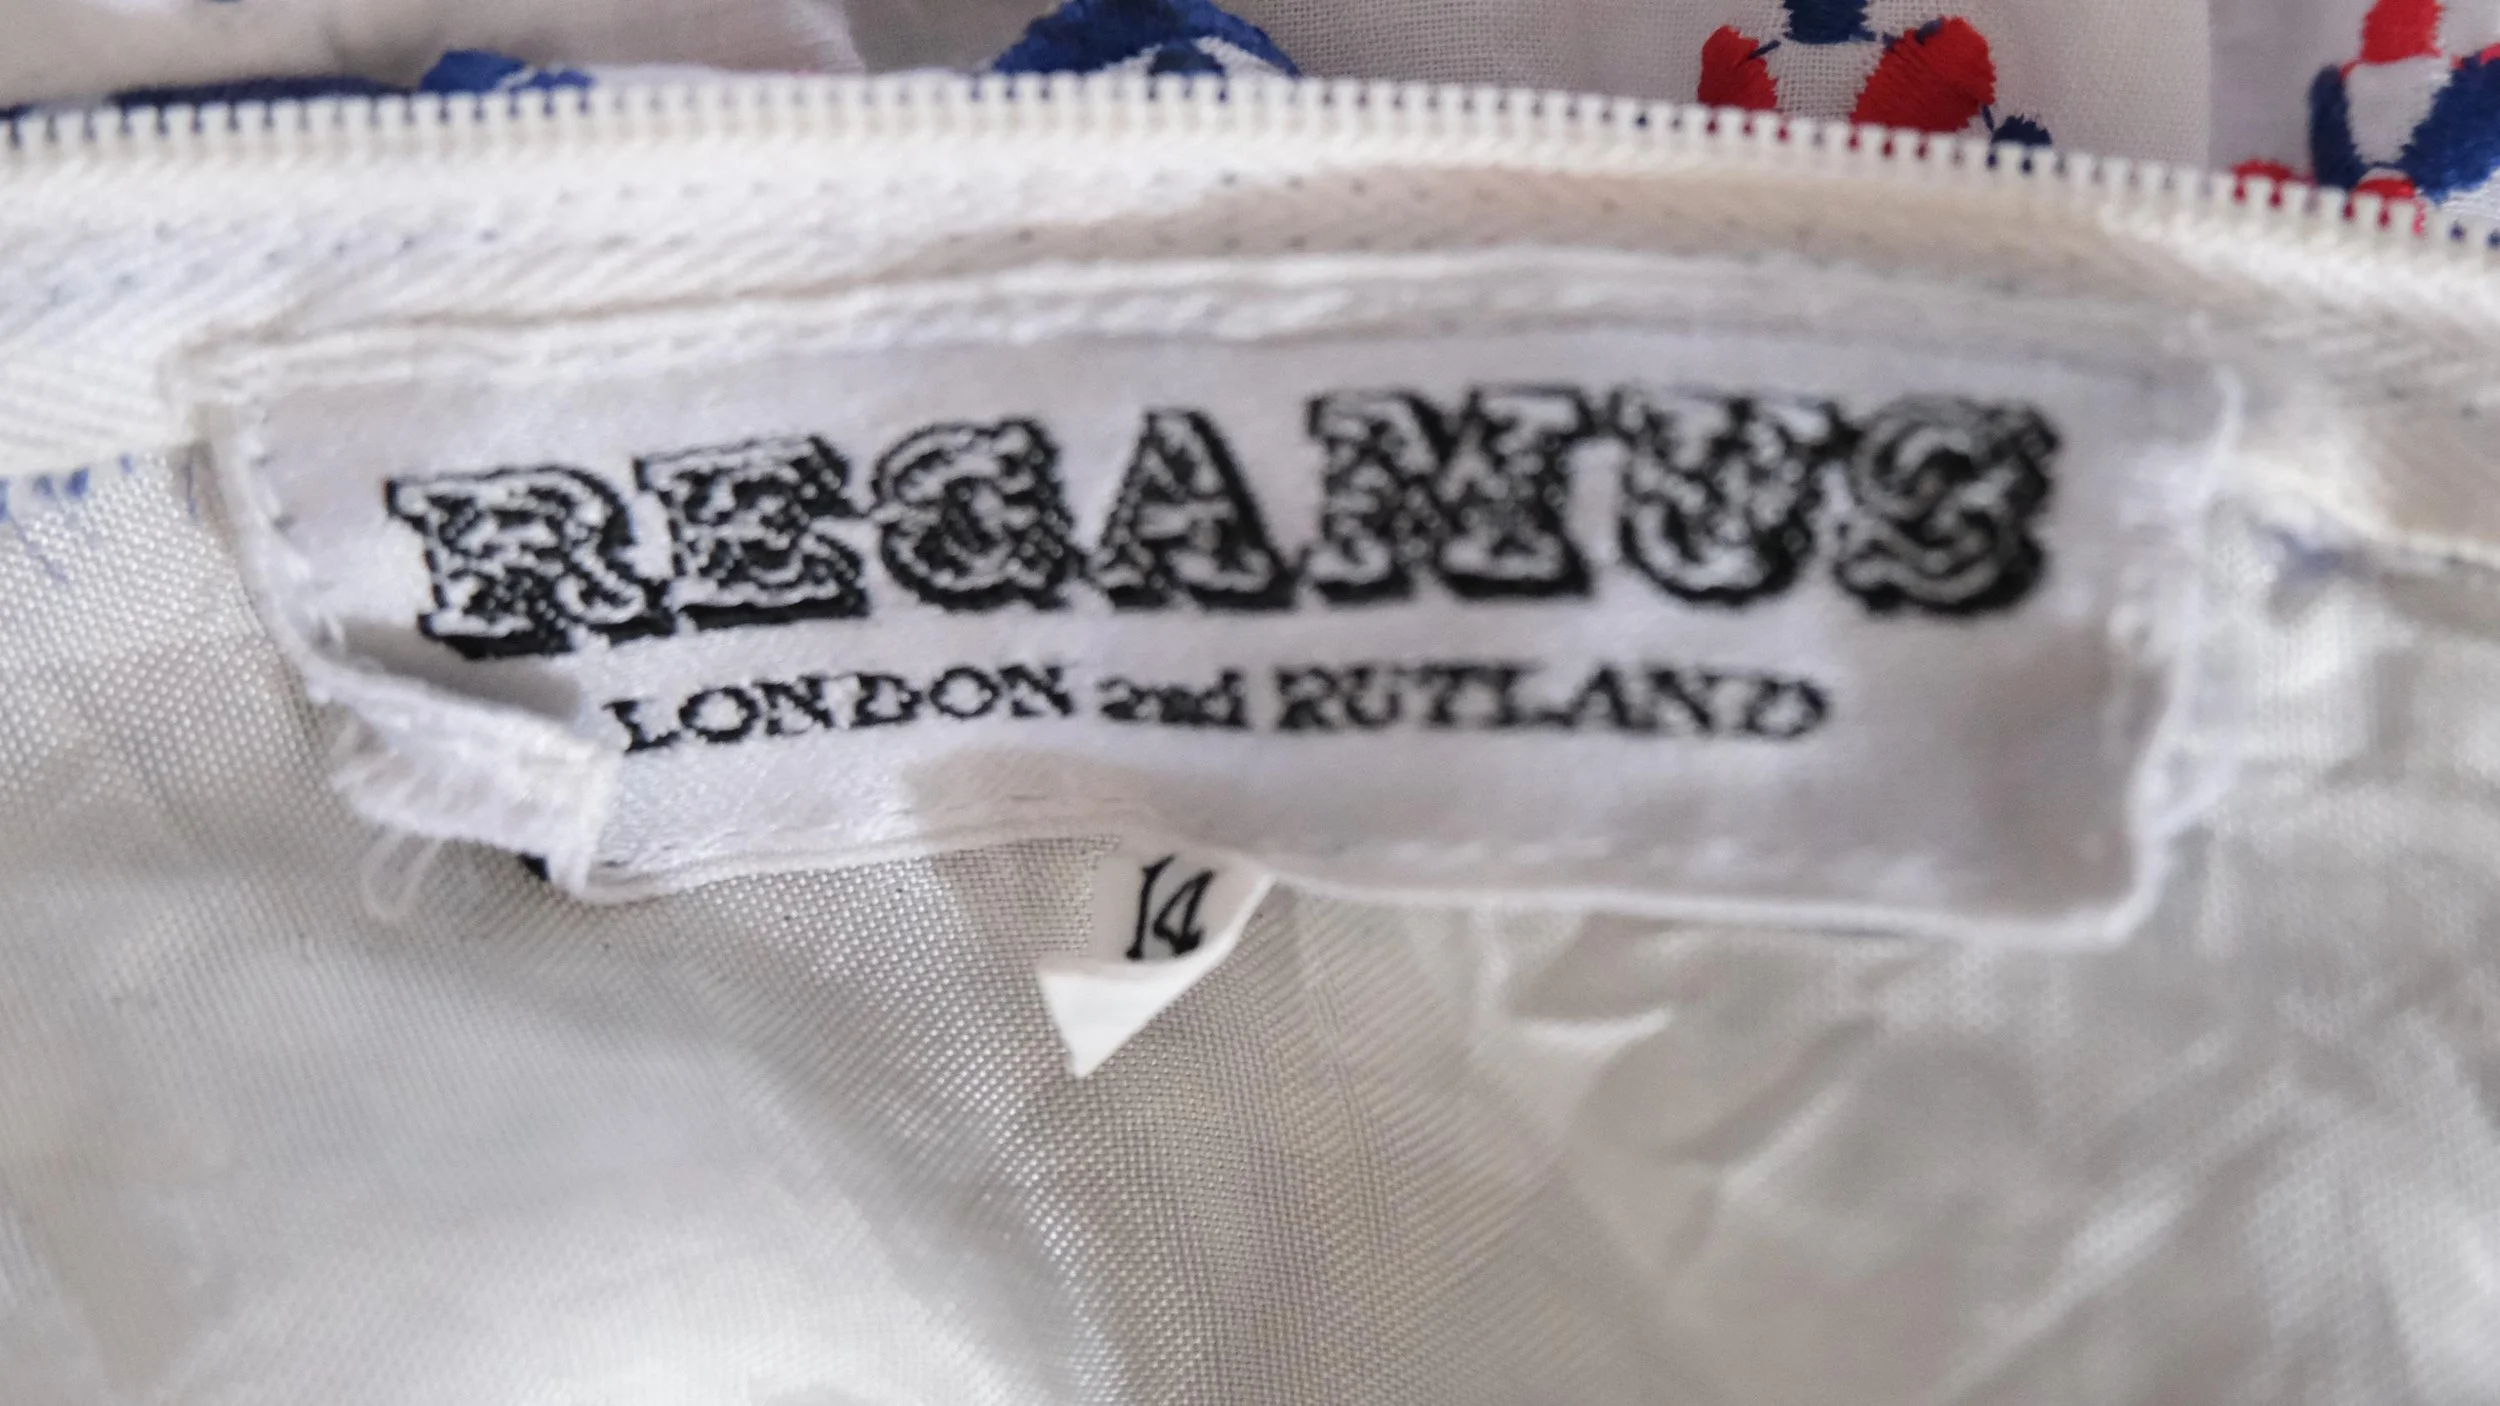 REGAMUS
LONDON and RUTLAND
14